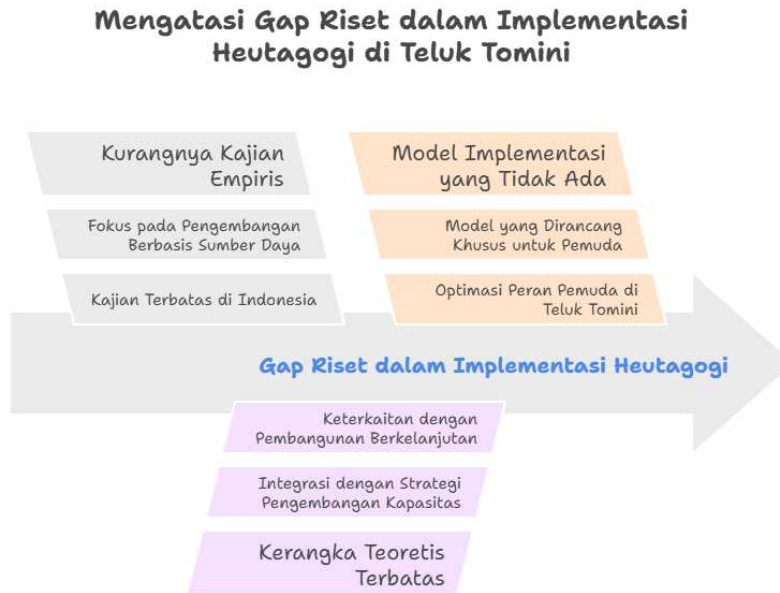 Mengatasi Gap Riset dalam Implementasi
Heutagogi di Teluk Tomini
Kurangnya Kajian
Empiris
Fokus pada Pengembangan
Berbasis Sumber Daya
Kajian Terbatas di Indonesia
Model Implementasi
yang Tidak Ada
Model yang Dirancang
Khusus untuk Pemuda
Optimasi Peran Pemuda di
Teluk Tomini
Gap Riset dalam Implementasi Heutagogi
Keterkaitan dengan
Pembangunan Berkelanjutan
Integrasi dengan Strategi
Pengembangan Kapasitas
Kerangka Teoretis
Terbatas